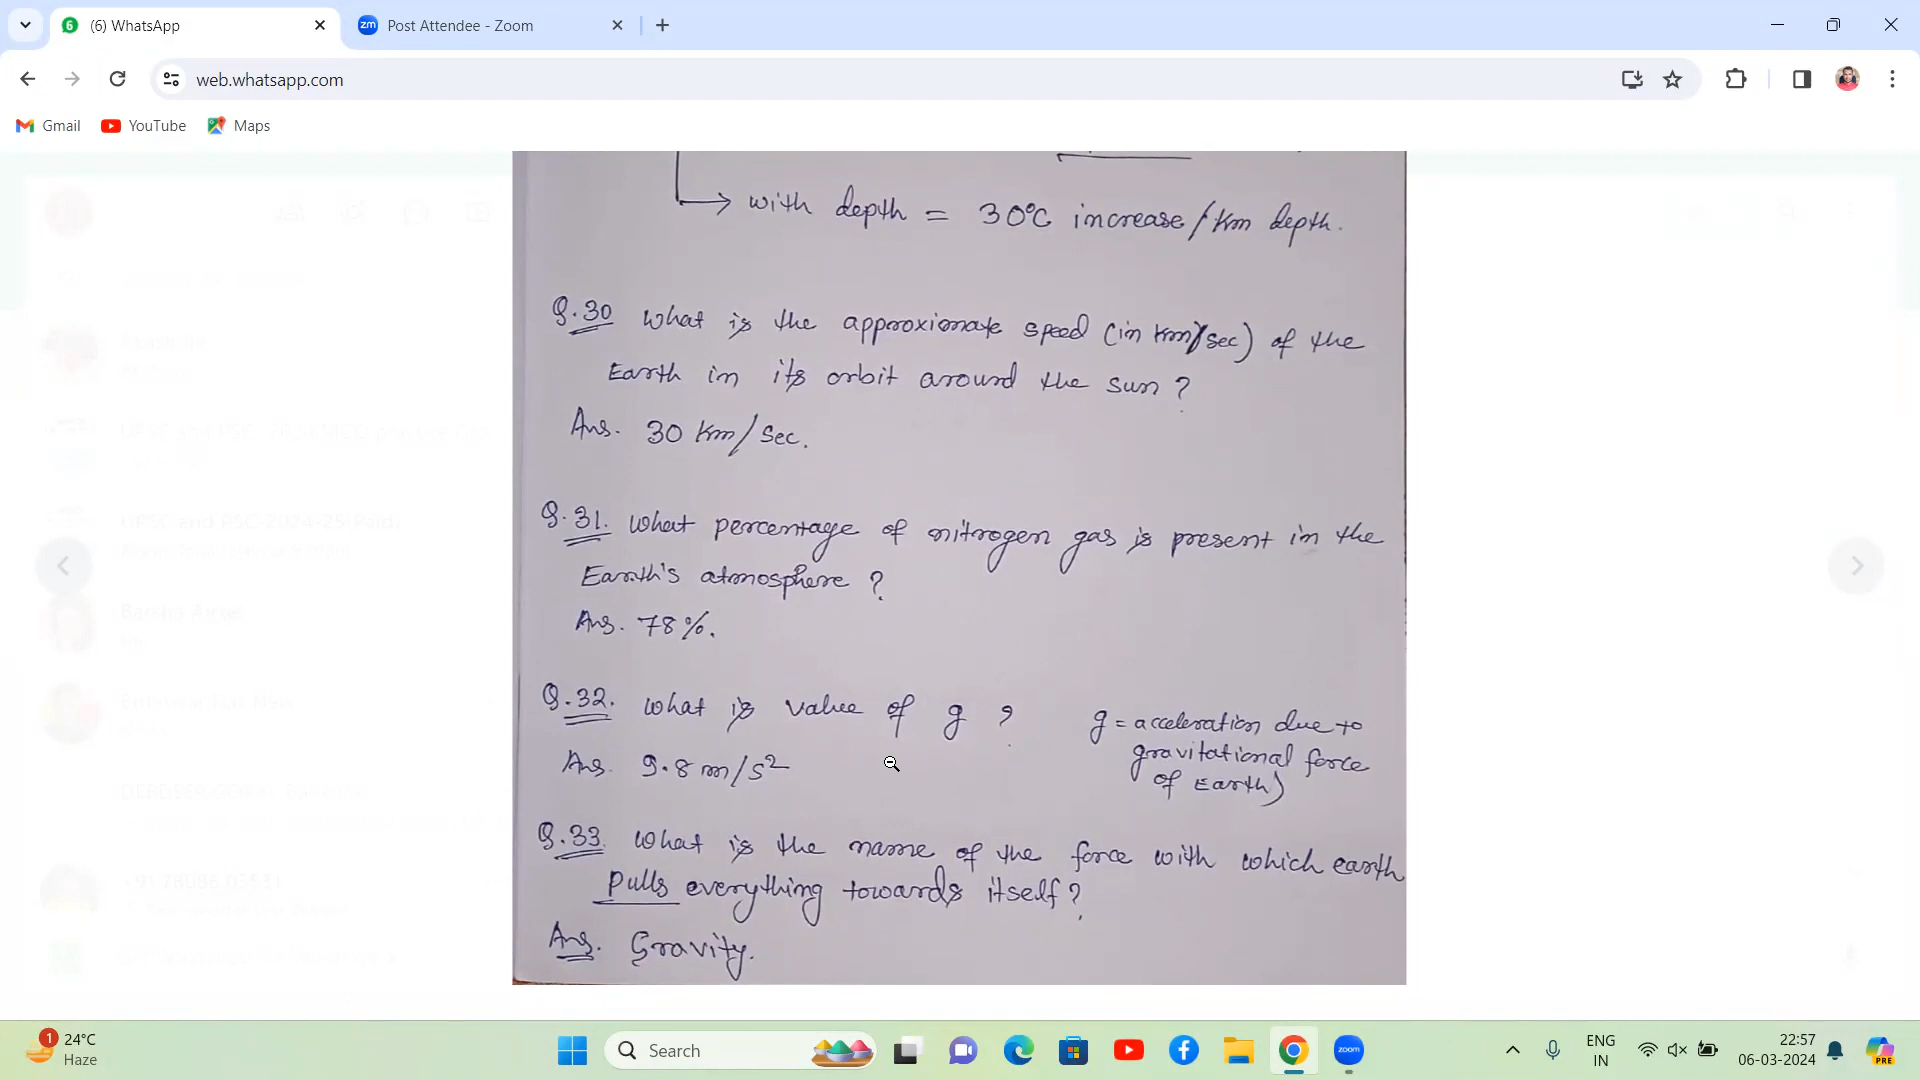 (6) WhatsApp
Post Attendee - Zoom
web.whatsapp.com
Gmail YouTube Maps
with depth = 30°C increase/km depth.
Q.30 What is the approximate speed (in km/sec) of the
Earth in its orbit around the sun?
Ans. 30 km/sec.
Q.31. What percentage of nitrogen gas is present in the
Earth's atmosphere?
Ans. 78%.
Q.32. What is value of g ?
g = acceleration due to
gravitational force
of Earth)
Ans. 9.8 m/s²
Q.33. What is the name of the force with which earth
Pulls everything towards itself?
Ans. Gravity.
1
24°C
Haze
Search
zoom
ENG
IN
22:57
06-03-2024
PRE